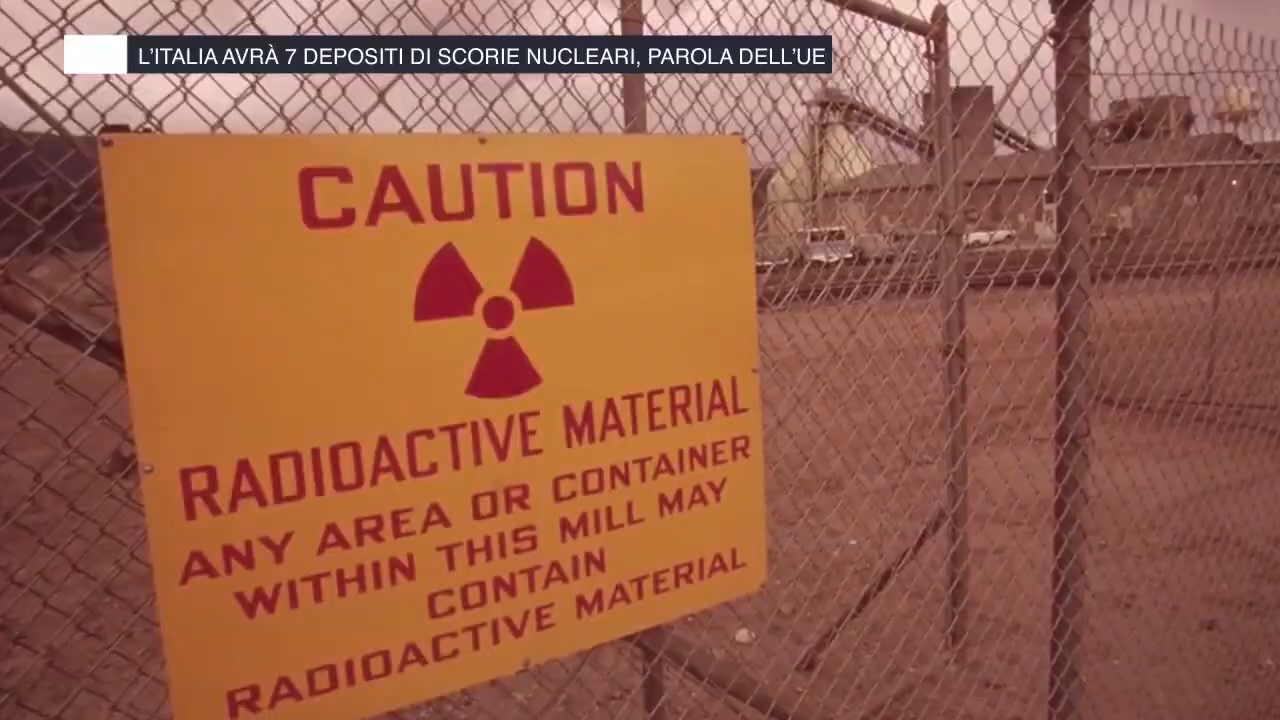 L'ITALIA AVRÀ 7 DEPOSITI DI SCORIE NUCLEARI, PAROLA DELL'UE
CAUTION
RADIOACTIVE MATERIAL
ANY AREA OR CONTAINER
WITHIN THIS MILL MAY
CONTAIN
RADIOACTIVE MATERIAL